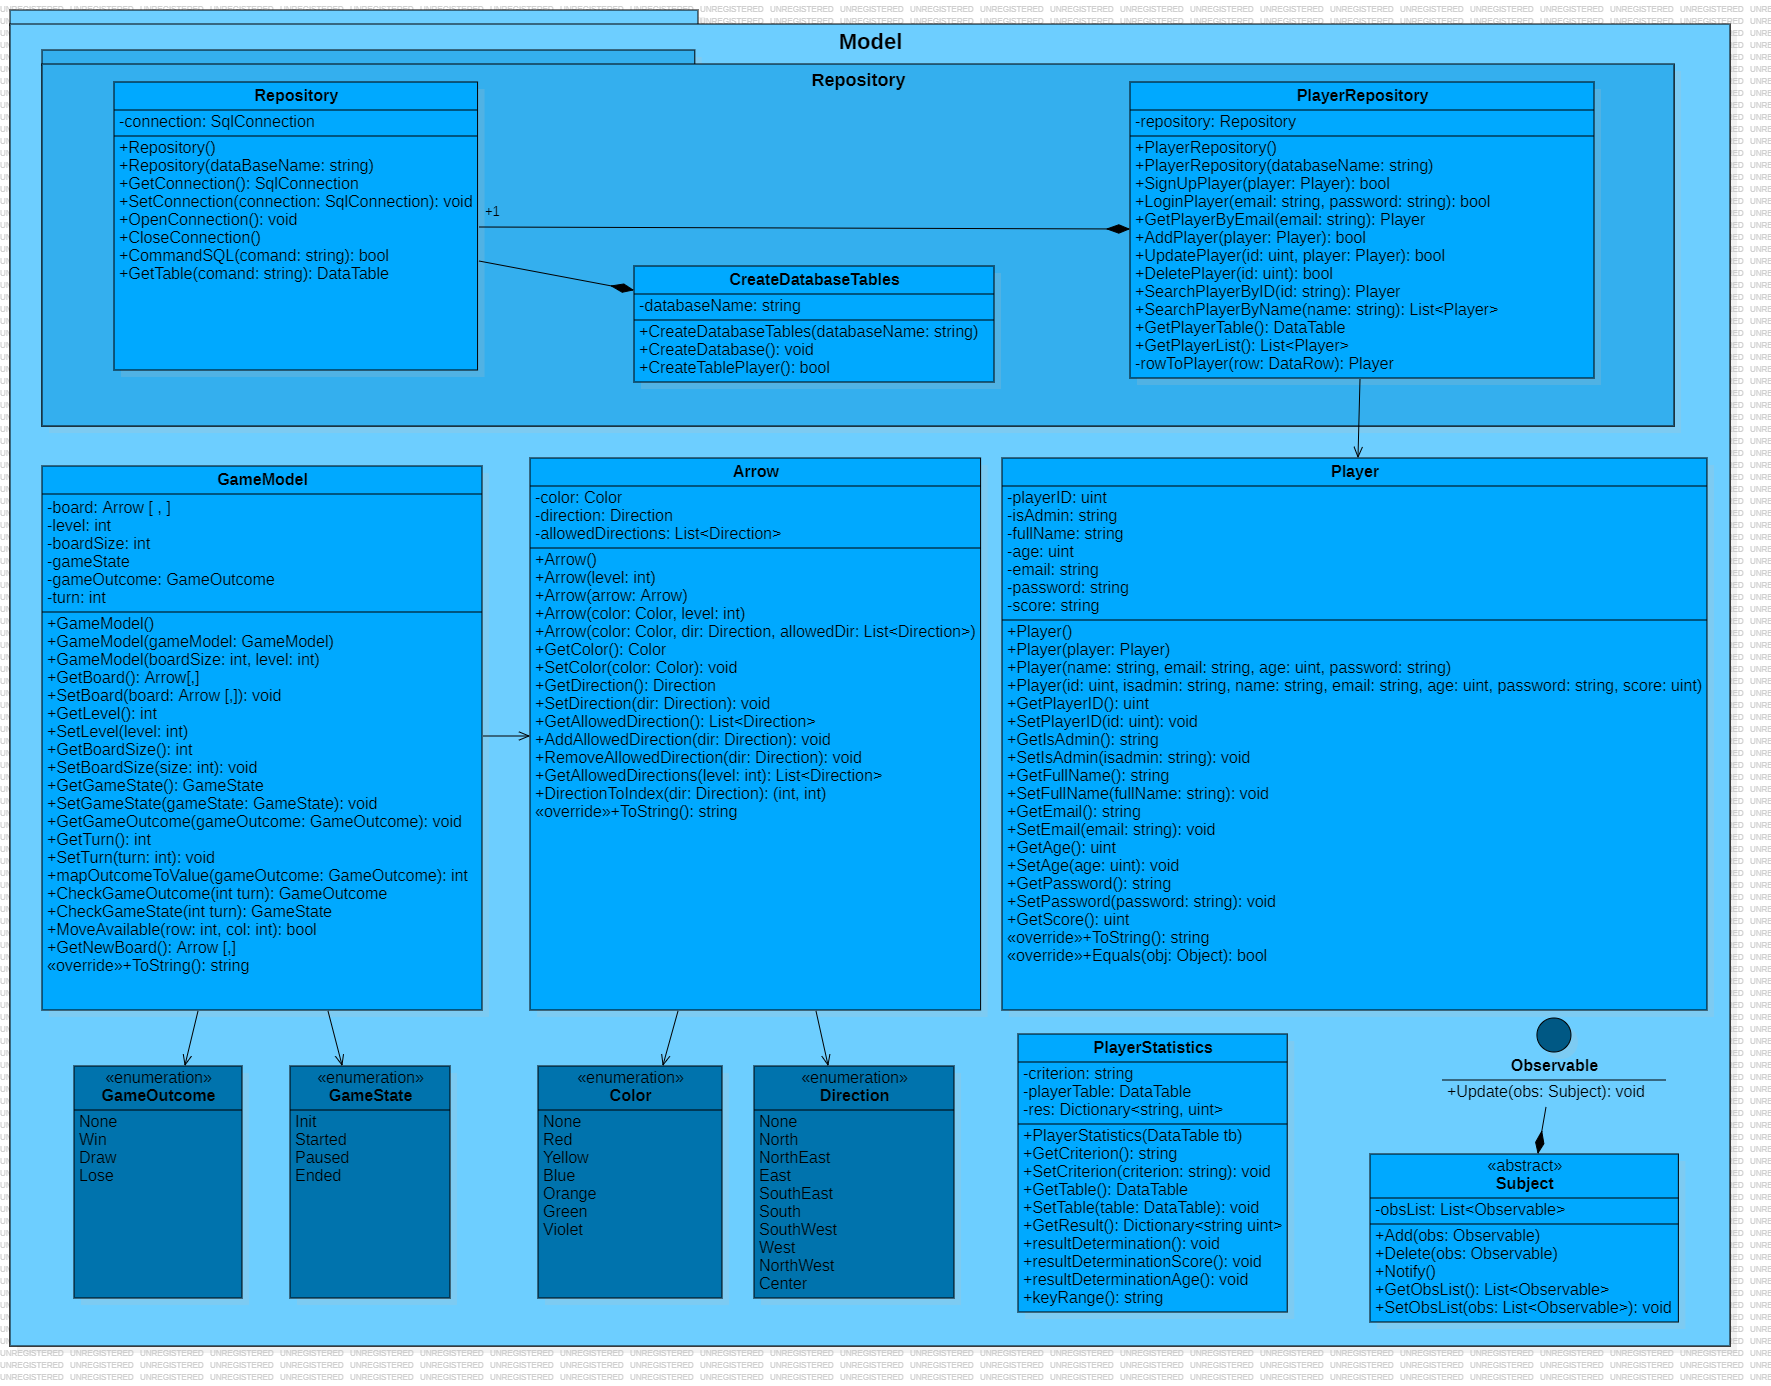 Model
Repository
Repository
-connection: SqlConnection
+Repository()
+Repository(dataBaseName: string)
+GetConnection(): SqlConnection
+SetConnection(connection: SqlConnection): void
+OpenConnection(): void
+CloseConnection()
+CommandSQL(comand: string): bool
+GetTable(comand: string): DataTable
+1
CreateDatabaseTables
-databaseName: string
+CreateDatabaseTables(databaseName: string)
+CreateDatabase(): void
+CreateTablePlayer(): bool
PlayerRepository
-repository: Repository
+PlayerRepository()
+PlayerRepository(databaseName: string)
+SignUpPlayer(player: Player): bool
+LoginPlayer(email: string, password: string): bool
+GetPlayerByEmail(email: string): Player
+AddPlayer(player: Player): bool
+UpdatePlayer(id: uint, player: Player): bool
+DeletePlayer(id: uint): bool
+SearchPlayerByID(id: string): Player
+SearchPlayerByName(name: string): List<Player>
+GetPlayerTable(): DataTable
+GetPlayerList(): List<Player>
-rowToPlayer(row: DataRow): Player
GameModel
-board: Arrow [ , ]
-level: int
-boardSize: int
-gameState
-gameOutcome: GameOutcome
-turn: int
+GameModel()
+GameModel(gameModel: GameModel)
+GameModel(boardSize: int, level: int)
+GetBoard(): Arrow[,]
+SetBoard(board: Arrow [,]): void
+GetLevel(): int
+SetLevel(level: int)
+GetBoardSize(): int
+SetBoardSize(size: int): void
+GetGameState(): GameState
+SetGameState(gameState: GameState): void
+GetGameOutcome(gameOutcome: GameOutcome): void
+GetTurn(): int
+SetTurn(turn: int): void
+mapOutcomeToValue(gameOutcome: GameOutcome): int
+CheckGameOutcome(int turn): GameOutcome
+CheckGameState(int turn): GameState
+MoveAvailable(row: int, col: int): bool
+GetNewBoard(): Arrow [,]
«override»+ToString(): string
Arrow
-color: Color
-direction: Direction
-allowedDirections: List<Direction>
+Arrow()
+Arrow(level: int)
+Arrow(arrow: Arrow)
+Arrow(color: Color, level: int)
+Arrow(color: Color, dir: Direction, allowedDir: List<Direction>)
+GetColor(): Color
+SetColor(color: Color): void
+GetDirection(): Direction
+SetDirection(dir: Direction): void
+GetAllowedDirection(): List<Direction>
+AddAllowedDirection(dir: Direction): void
+RemoveAllowedDirection(dir: Direction): void
+GetAllowedDirections(level: int): List<Direction>
+DirectionToIndex(dir: Direction): (int, int)
«override»+ToString(): string
Player
-playerID: uint
-isAdmin: string
-fullName: string
-age: uint
-email: string
-password: string
-score: string
+Player()
+Player(player: Player)
+Player(name: string, email: string, age: uint, password: string)
+Player(id: uint, isadmin: string, name: string, email: string, age: uint, password: string, score: uint)
+GetPlayerID(): uint
+SetPlayerID(id: uint): void
+GetIsAdmin(): string
+SetIsAdmin(isadmin: string): void
+GetFullName(): string
+SetFullName(fullName: string): void
+GetEmail(): string
+SetEmail(email: string): void
+GetAge(): uint
+SetAge(age: uint): void
+GetPassword(): string
+SetPassword(password: string): void
+GetScore(): uint
«override»+ToString(): string
«override»+Equals(obj: Object): bool
«enumeration»
GameOutcome
None
Win
Draw
Lose
«enumeration»
GameState
Init
Started
Paused
Ended
«enumeration»
Color
None
Red
Yellow
Blue
Orange
Green
Violet
«enumeration»
Direction
None
North
NorthEast
East
SouthEast
South
SouthWest
West
NorthWest
Center
PlayerStatistics
-criterion: string
-playerTable: DataTable
-res: Dictionary<string, uint>
+PlayerStatistics(DataTable tb)
+GetCriterion(): string
+SetCriterion(criterion: string): void
+GetTable(): DataTable
+SetTable(table: DataTable): void
+GetResult(): Dictionary<string uint>
+resultDetermination(): void
+resultDeterminationScore(): void
+resultDeterminationAge(): void
+keyRange(): string
Observable
+Update(obs: Subject): void
«abstract»
Subject
-obsList: List<Observable>
+Add(obs: Observable)
+Delete(obs: Observable)
+Notify()
+GetObsList(): List<Observable>
+SetObsList(obs: List<Observable>): void